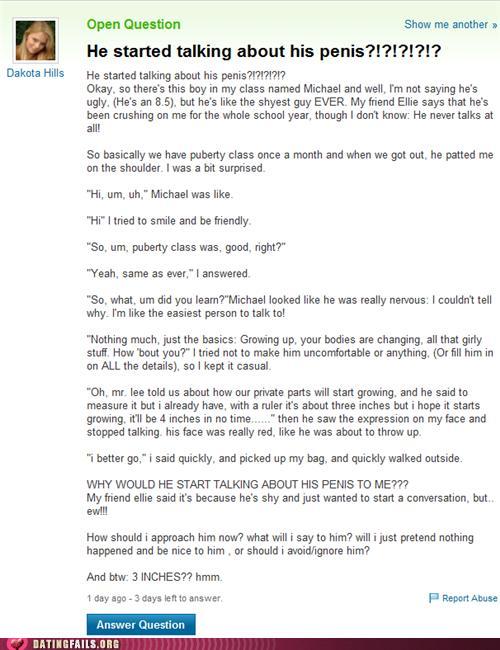 Open Question
Show me another »
He started talking about his penis?!?!?!?!?
Dakota Hills
He started talking about his penis?!?!?!?!?
Okay, so there's this boy in my class named Michael and well, I'm not saying he's
ugly, (He's an 8.5), but he's like the shyest guy EVER. My friend Ellie says that he's
been crushing on me for the whole school year, though I don't know: He never talks at
all!
So basically we have puberty class once a month and when we got out, he patted me
on the shoulder. I was a bit surprised.
"Hi, um, uh," Michael was like.
"Hi" I tried to smile and be friendly.
"So, um, puberty class was, good, right?"
"Yeah, same as ever," I answered.
"So, what, um did you learn?"Michael looked like he was really nervous: I couldn't tell
why. I'm like the easiest person to talk to!
"Nothing much, just the basics: Growing up, your bodies are changing, all that girly
stuff. How 'bout you?" I tried not to make him uncomfortable or anything, (Or fill him in
on ALL the details), so I kept it casual.
"Oh, mr. lee told us about how our private parts will start growing, and he said to
measure it but i already have, with a ruler it's about three inches but i hope it starts
growing, it'll be 4 inches in no time......" then he saw the expression on my face and
stopped talking. his face was really red, like he was about to throw up.
"i better go," i said quickly, and picked up my bag, and quickly walked outside.
WHY WOULD HE START TALKING ABOUT HIS PENIS TO ME???
My friend ellie said it's because he's shy and just wanted to start a conversation, but..
ew!!!
How should i approach him now? what will i say to him? will i just pretend nothing
happened and be nice to him , or should i avoid/ignore him?
And btw: 3 INCHES?? hmm.
1 day ago - 3 days left to answer.
Report Abuse
Answer Question
DATINGFAILS.ORG